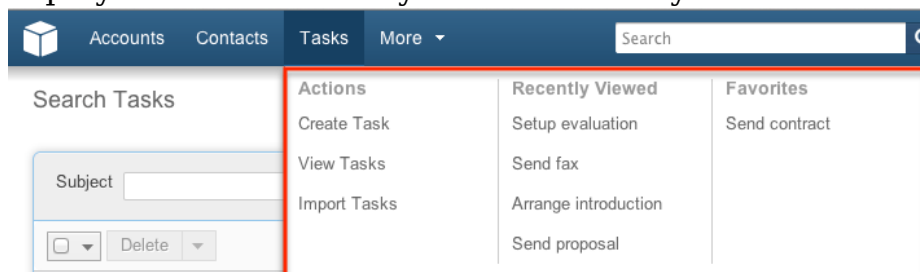 Accounts Contacts Tasks More Search
Search Tasks
Subject
Delete
Actions
Create Task
View Tasks
Import Tasks
Recently Viewed
Setup evaluation
Send fax
Arrange introduction
Send proposal
Favorites
Send contract